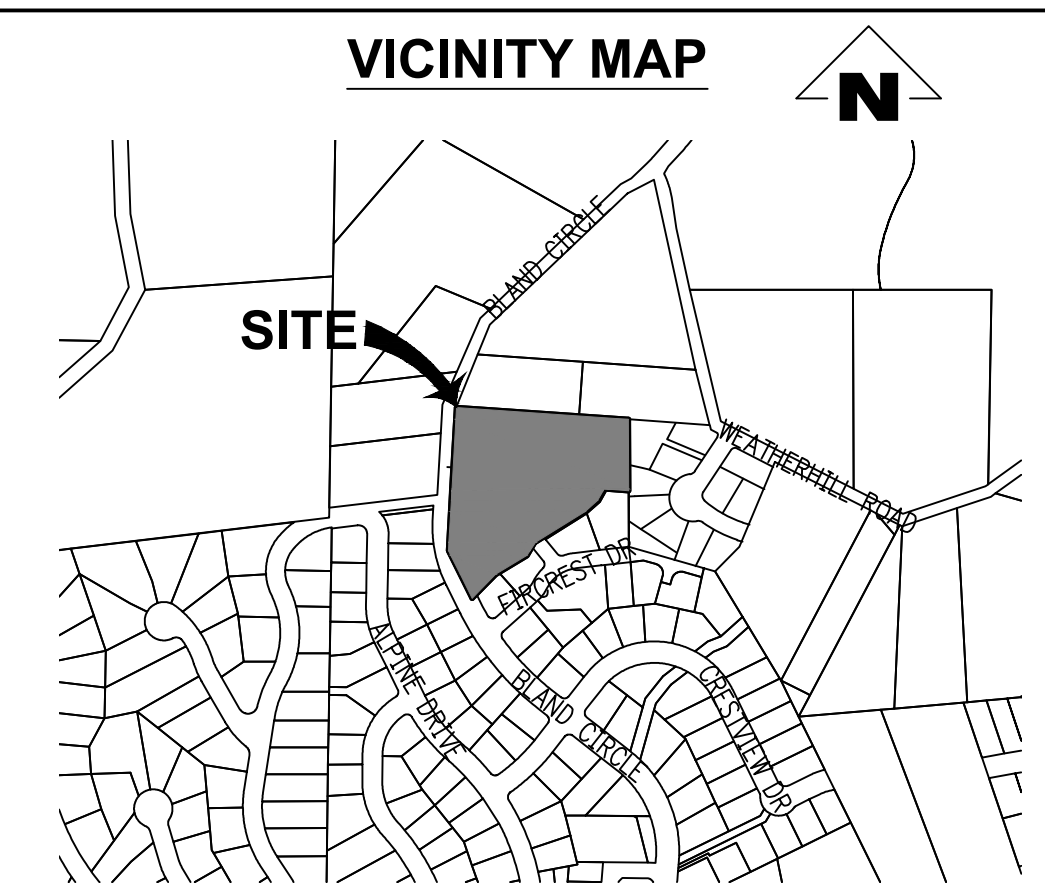 VICINITY MAP
N
BLAND CIRCLE
SITE
WEATHERHILL ROAD
FIRCREST DR
ALPINE DRIVE
BLAND CIRCLE
CRESTVIEW DR